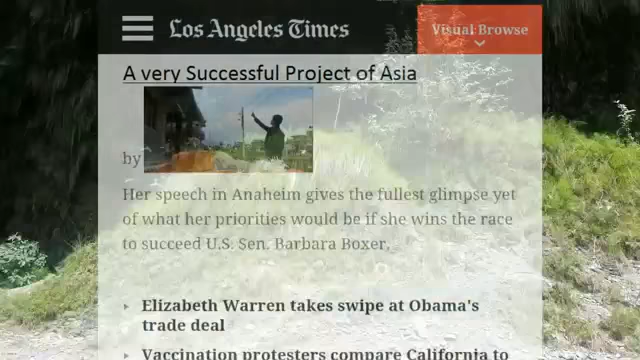 Los Angeles Times
Visual Browse
A very Successful Project of Asia
by
Her speech in Anaheim gives the fullest glimpse yet
of what her priorities would be if she wins the race
to succeed U.S. Sen. Barbara Boxer.
Elizabeth Warren takes swipe at Obama's
trade deal
Vaccination protesters compare California to